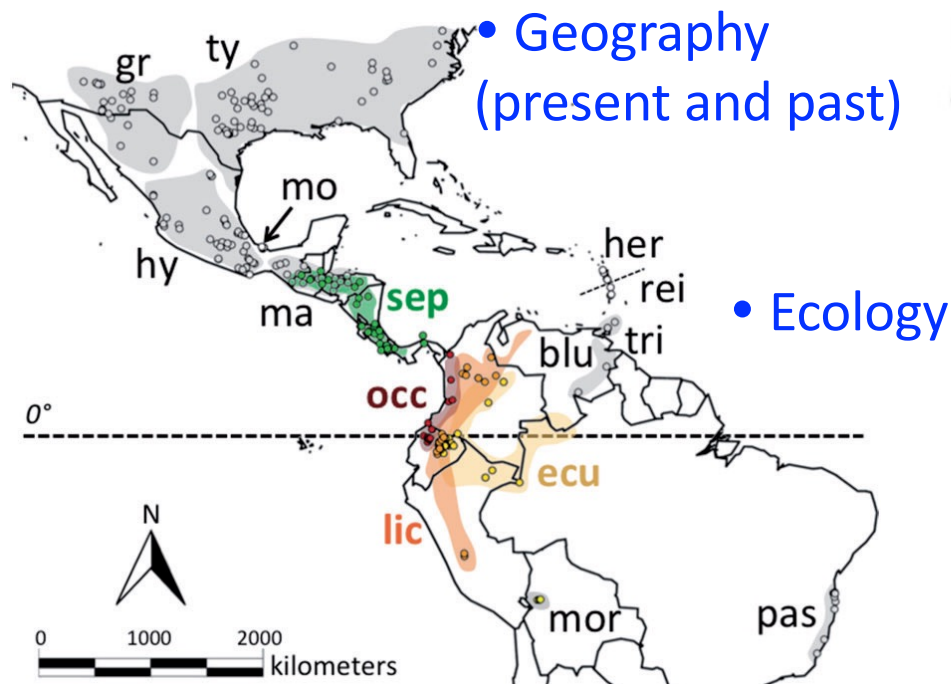 • Geography
(present and past)
gr
ty
mo
hy
ma
sep
her
rei
• Ecology
blu
tri
occ
0°
ecu
lic
N
mor
pas
0 1000 2000
kilometers